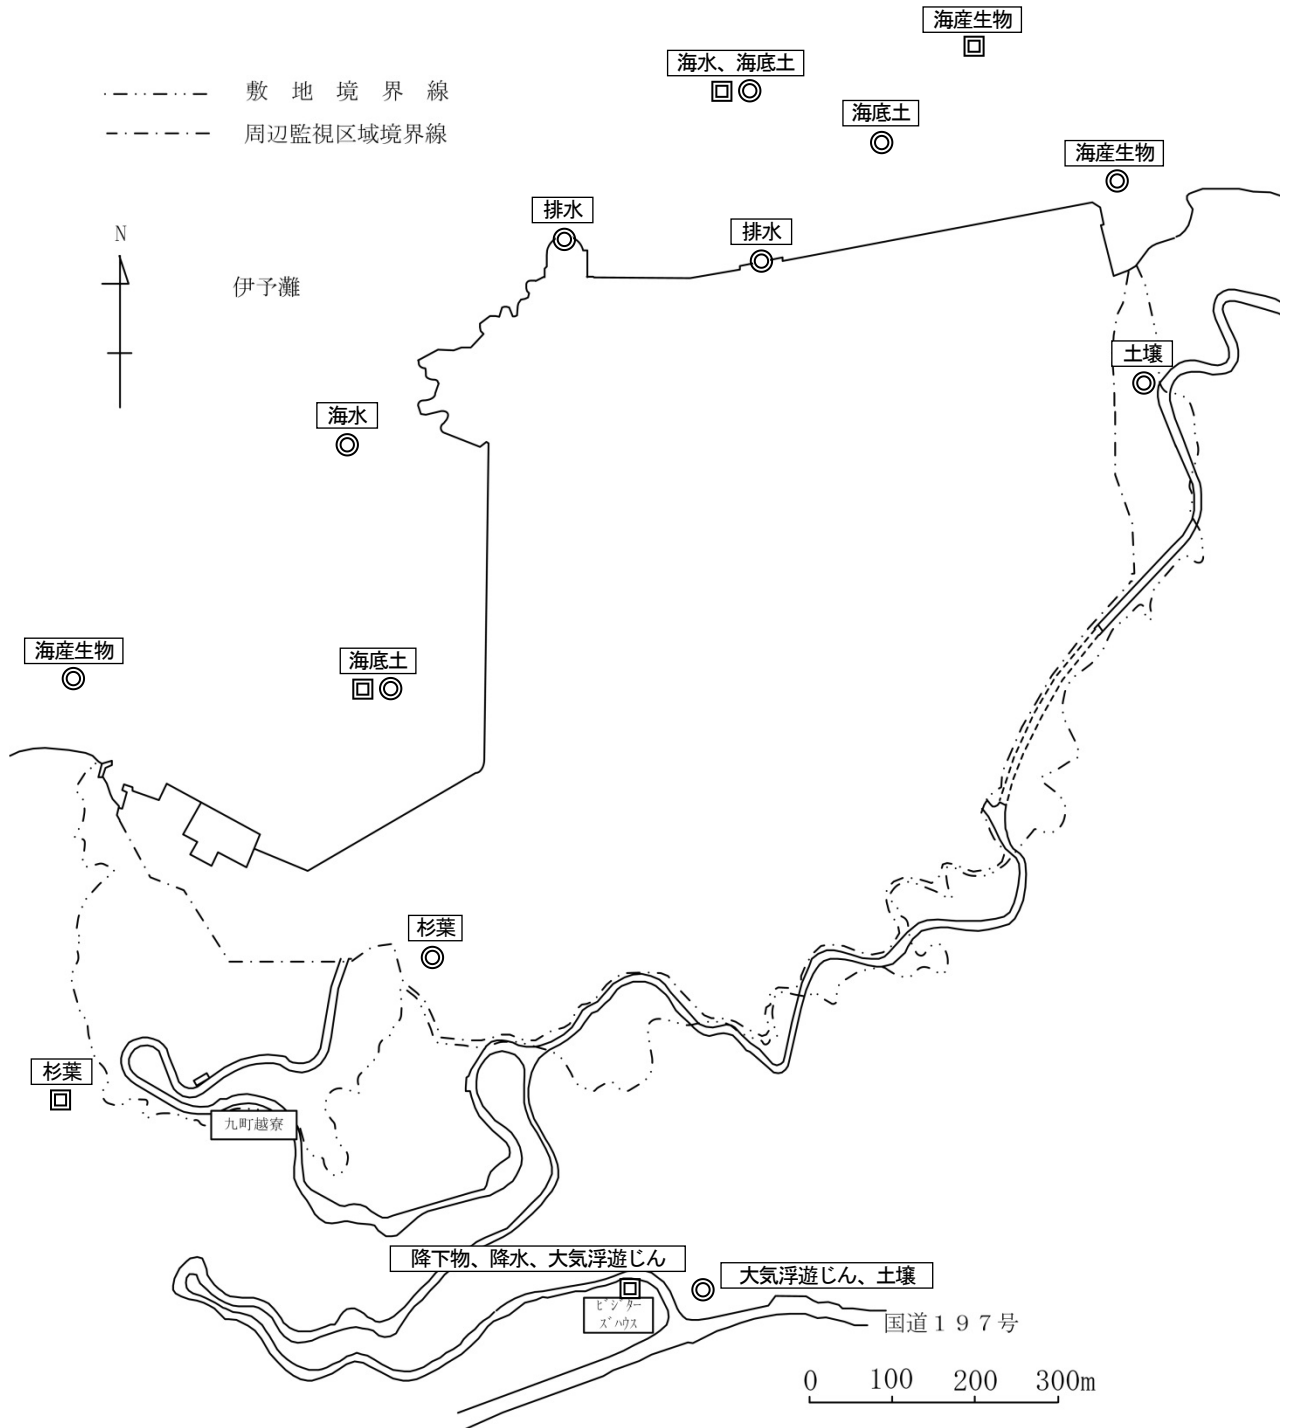 海産生物
海水、海底土
敷地境界線
海底土
周辺監視区域境界線
海産生物
排水
排水
N
伊予灘
土壌
海水
海産生物
海底土
杉葉
杉葉
九町越寮
降下物、降水、大気浮遊じん
大気浮遊じん、土壌
ビジター
ズハウス
国道１９７号
0 100 200 300m